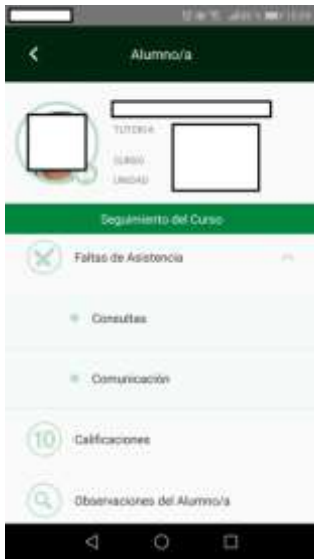 Alumno/a
TUTORÍA
CURSO
UNIDAD
Seguimiento del Curso
Faltas de Asistencia
Consultas
Comunicación
10
Calificaciones
Observaciones del Alumno/a